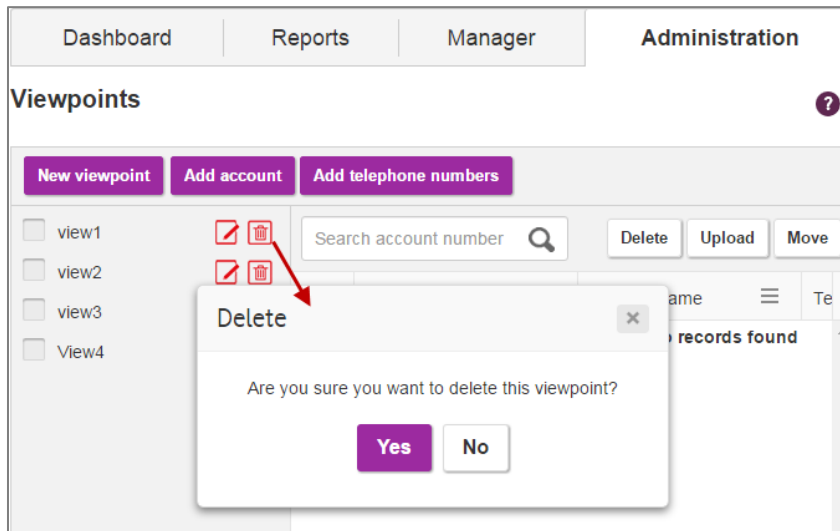 Dashboard Reports Manager Administration
Viewpoints
?
New viewpoint Add account Add telephone numbers
view1 Search account number Delete Upload Move
view2
view3 ame Te
View4 records found
Delete
Are you sure you want to delete this viewpoint?
Yes No